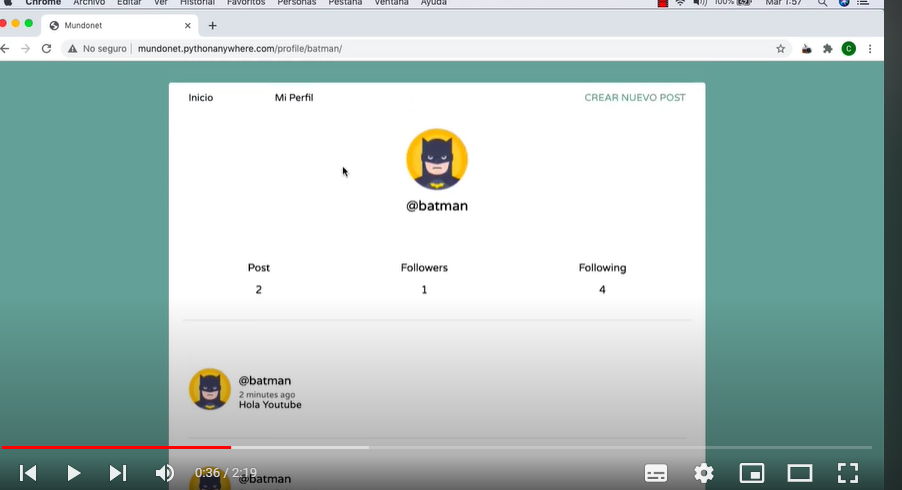 Chrome Archivo Editar Ver Historial Favoritos Personas Pestaña Ventana Ayuda 100% Mar 1:57
Mundonet
No seguro mundonet.pythonanywhere.com/profile/batman/ C
Inicio Mi Perfil CREAR NUEVO POST
@batman
Post Followers Following
2 1 4
@batman
2 minutes ago
Hola Youtube
@batman
0:36 / 2:19